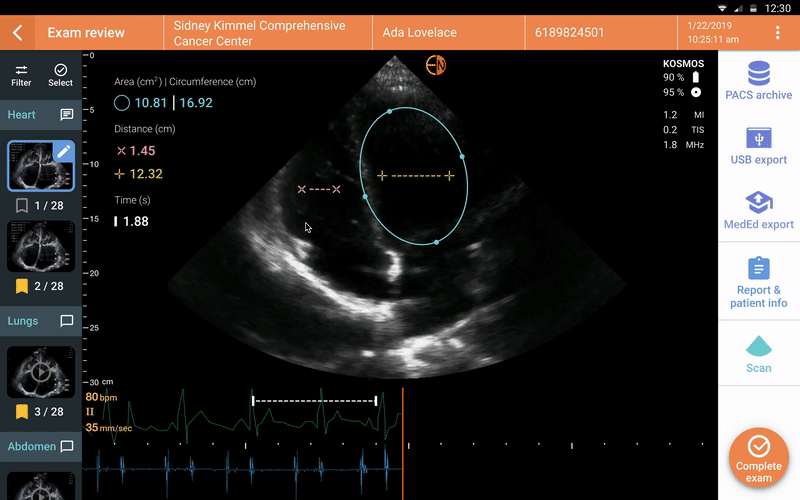 12:30
Exam review
Sidney Kimmel Comprehensive
Cancer Center
Ada Lovelace
6189824501
1/22/2019
10:25:11 am
Filter
Select
Heart
1 / 28
2 / 28
Lungs
3 / 28
Abdomen
0
5
10
15
20
25
30 cm
Area (cm²) | Circumference (cm)
10.81 | 16.92
Distance (cm)
1.45
12.32
Time (s)
1.88
KOSMOS
90 %
95 %
1.2 MI
0.2 TIS
1.8 MHz
80 bpm
II
35 mm/sec
PACS archive
USB export
MedEd export
Report &
patient info
Scan
Complete
exam